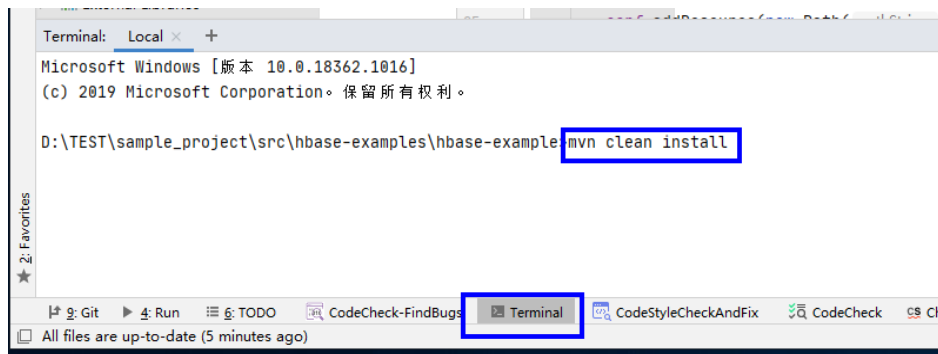 Terminal: Local × +
Microsoft Windows [版本 10.0.18362.1016]
(c) 2019 Microsoft Corporation。保留所有权利。
D:\TEST\sample_project\src\hbase-examples\hbase-example>mvn clean install
2: Favorites
9: Git 4: Run 6: TODO CodeCheck-FindBugs Terminal CodeStyleCheckAndFix CodeCheck CS
All files are up-to-date (5 minutes ago)